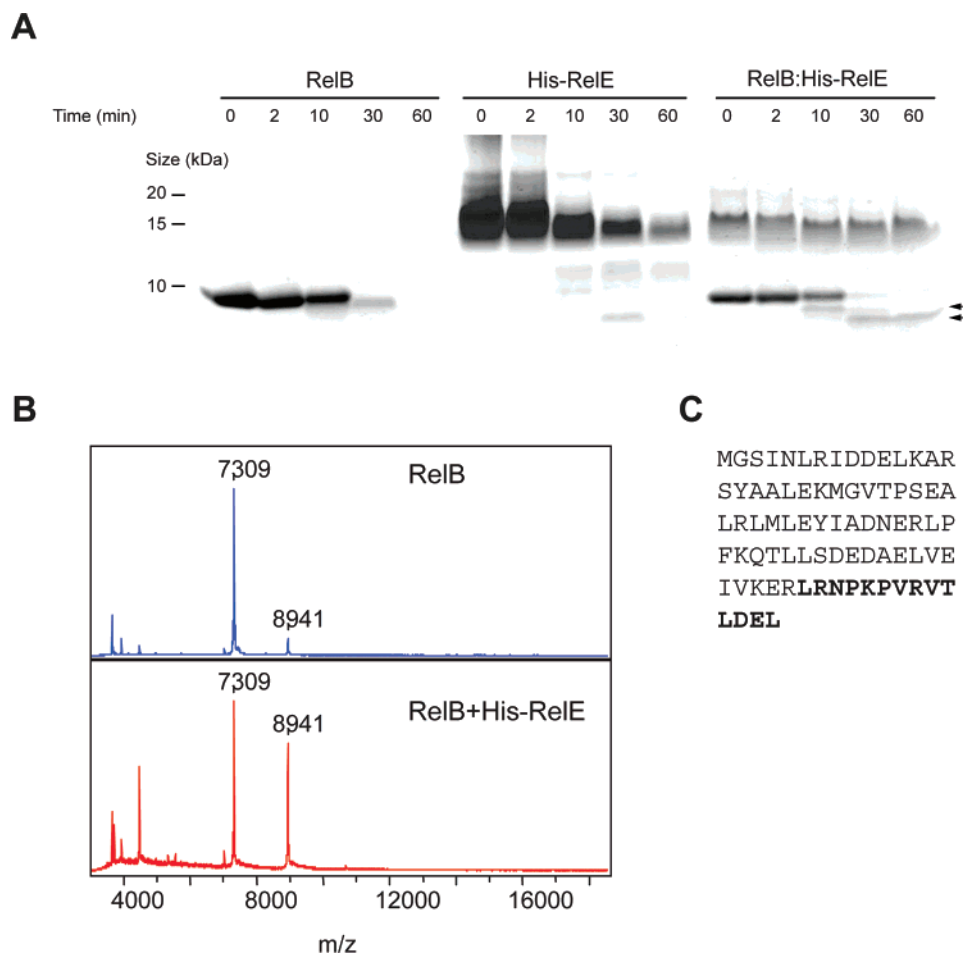 A
RelB His-RelE RelB:His-RelE
Time (min) 0 2 10 30 60 0 2 10 30 60 0 2 10 30 60
Size (kDa)
20
15
10
B
7309
RelB
8941
7309
RelB+His-RelE
8941
4000 8000 12000 16000
m/z
C
MGSINLRIDDELKAR
SYAALEKMGVTPSEA
LRLMLEYIADNERLP
FKQTLLSDEDAELVE
IVKERLRNPKPVRVT
LDEL